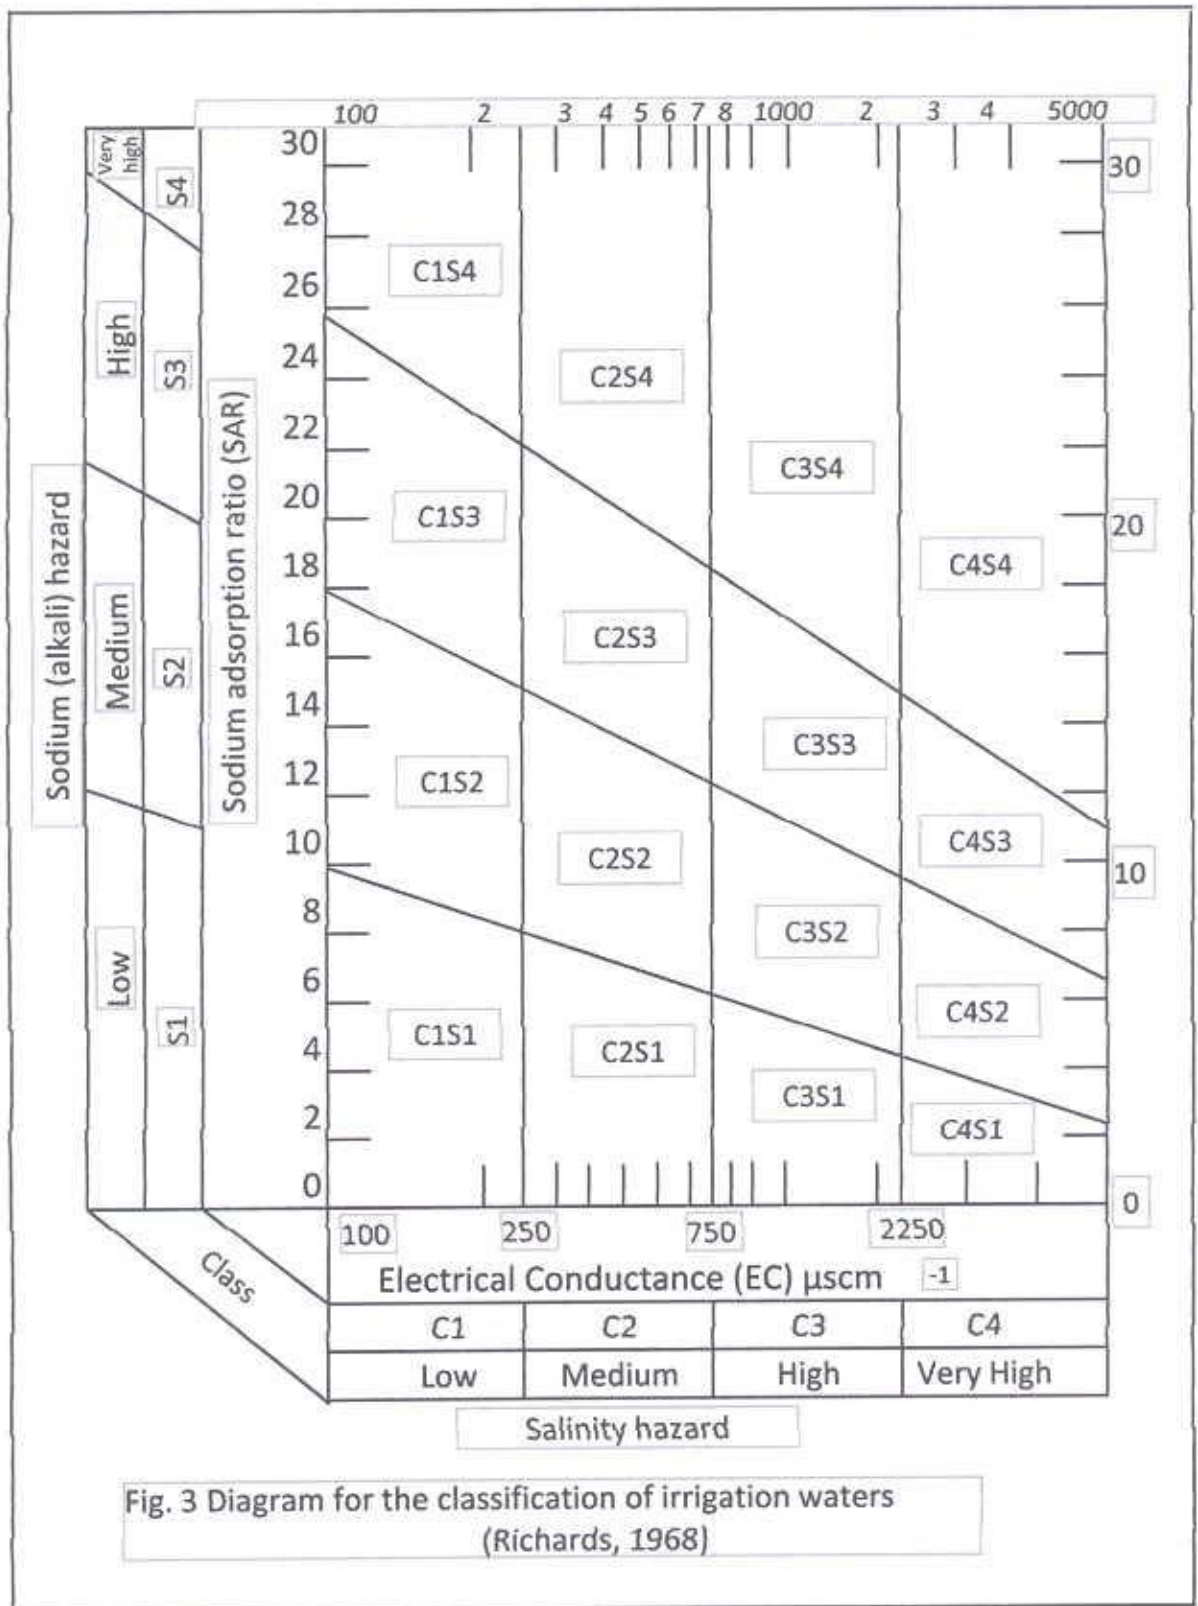 100 2 3 4 5 6 7 8 1000 2 3 4 5000
Very high
S4
High
S3
Medium
S2
Low
S1
Sodium (alkali) hazard
Sodium adsorption ratio (SAR)
30
28
26
24
22
20
18
16
14
12
10
8
6
4
2
0
C1S4
C2S4
C3S4
C1S3
C4S4
C2S3
C3S3
C1S2
C4S3
C2S2
C3S2
C4S2
C1S1
C2S1
C3S1
C4S1
30
20
10
0
100 250 750 2250
Class
Electrical Conductance (EC) µscm -1
C1 C2 C3 C4
Low Medium High Very High
Salinity hazard
Fig. 3 Diagram for the classification of irrigation waters
(Richards, 1968)